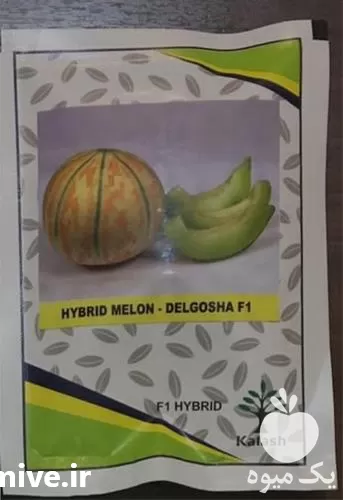 HYBRID MELON - DELGOSHA F1
F1 HYBRID
Kalash
mive.ir
یک میوه